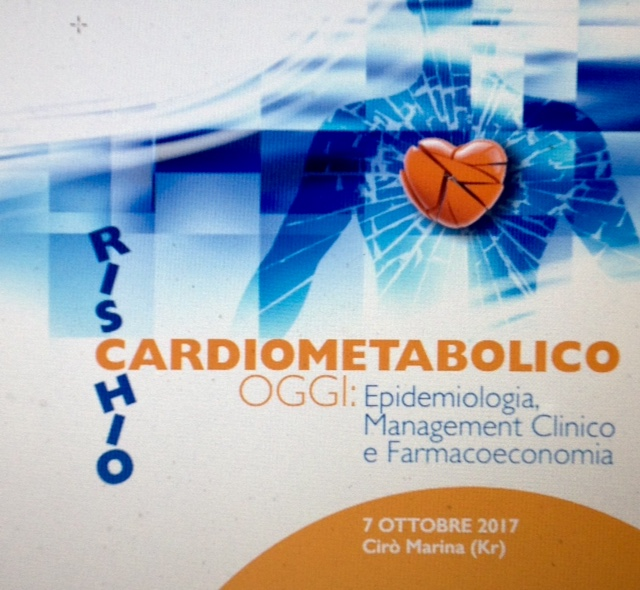 RISCHIO
CARDIOMETABOLICO
OGGI: Epidemiologia,
Management Clinico
e Farmacoeconomia
7 OTTOBRE 2017
Cirò Marina (Kr)